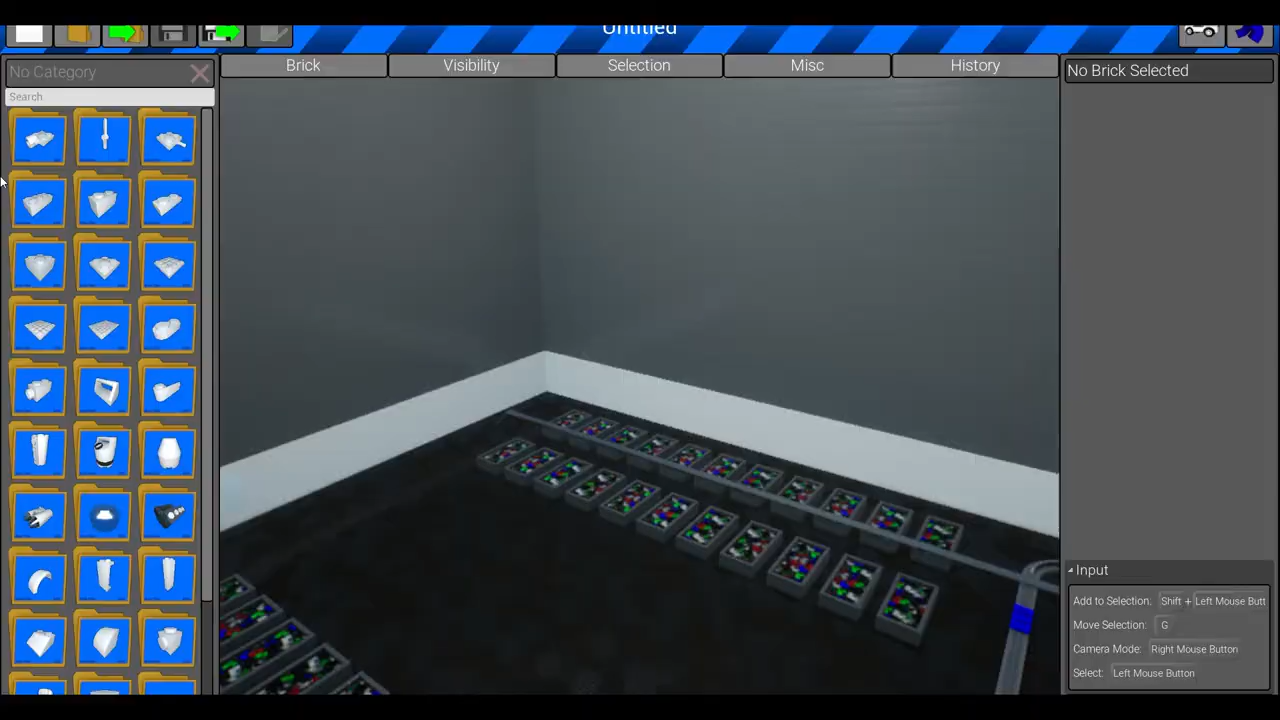 Untitled
No Category
Search
Brick
Visibility
Selection
Misc
History
No Brick Selected
Input
Add to Selection: Shift + Left Mouse Butt
Move Selection: G
Camera Mode: Right Mouse Button
Select: Left Mouse Button